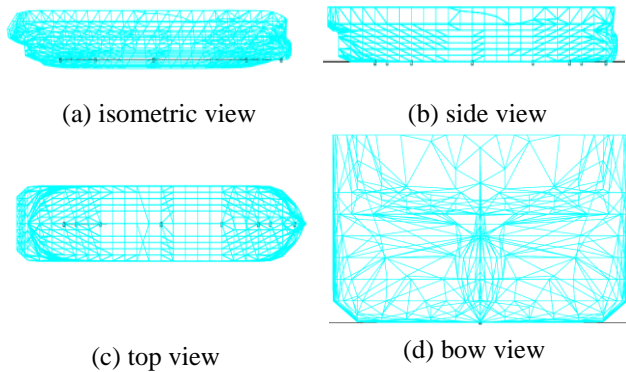 (a) isometric view
(b) side view
(c) top view
(d) bow view